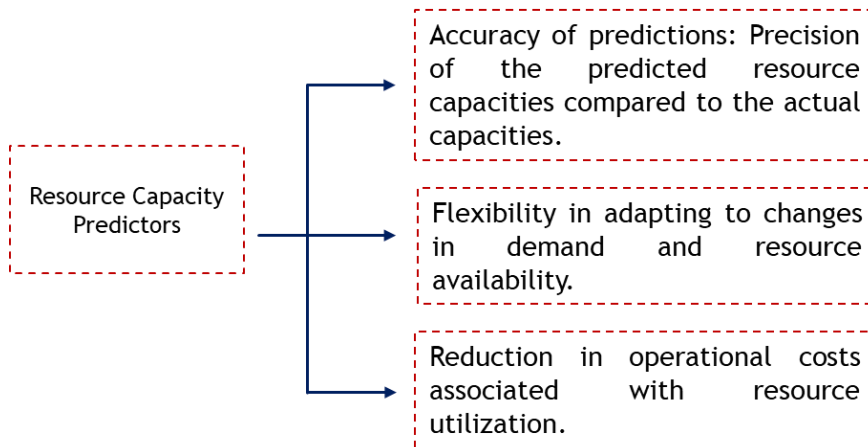 Resource Capacity
Predictors
Accuracy of predictions: Precision
of the predicted resource
capacities compared to the actual
capacities.
Flexibility in adapting to changes
in demand and resource
availability.
Reduction in operational costs
associated with resource
utilization.